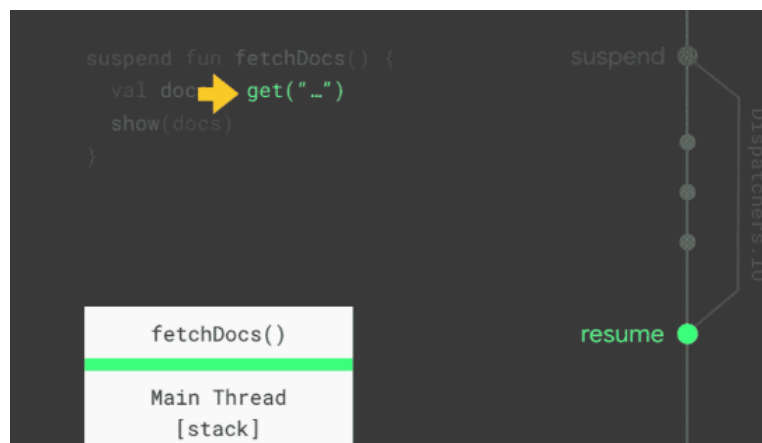 suspend fun fetchDocs() {
val docs get("…")
show(docs)
}
suspend
Dispatchers.IO
resume
fetchDocs()
Main Thread
[stack]